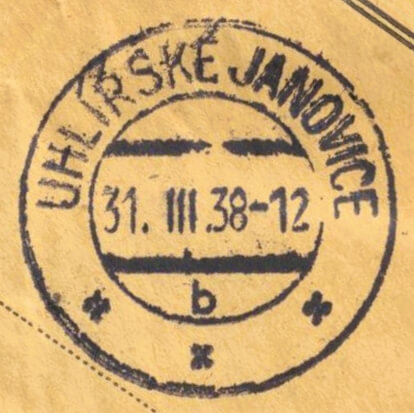 UHLÍŘSKÉ JANOVICE
31. III.38-12
b